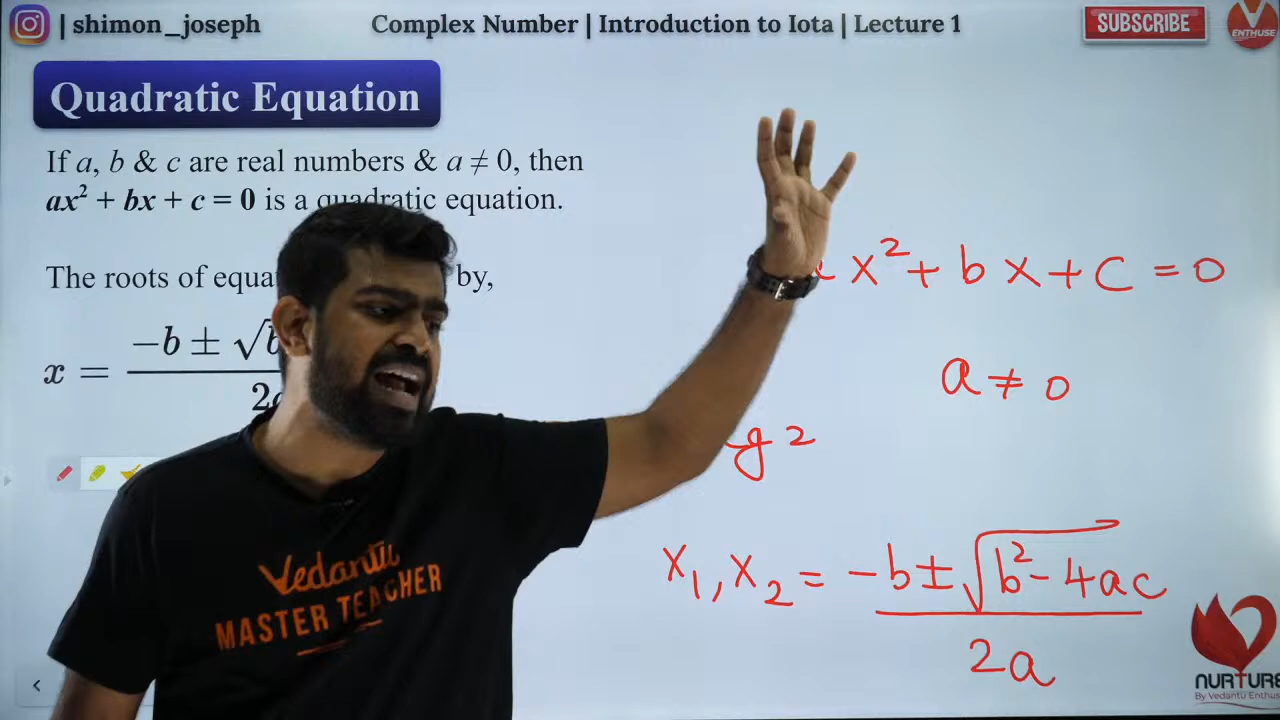 | shimon_joseph
Complex Number | Introduction to Iota | Lecture 1
SUBSCRIBE
V
ENTHUSE
Quadratic Equation
If a, b & c are real numbers & a ≠ 0, then
ax² + bx + c = 0 is a quadratic equation.
The roots of by,
x = −b ± √
2
x² + bx + c = 0
a ≠ 0
2
x₁, x₂ = −b ± √b² − 4ac
2a
Vedantu
MASTER TEACHER
NURTURE
By Vedantu Enthuse